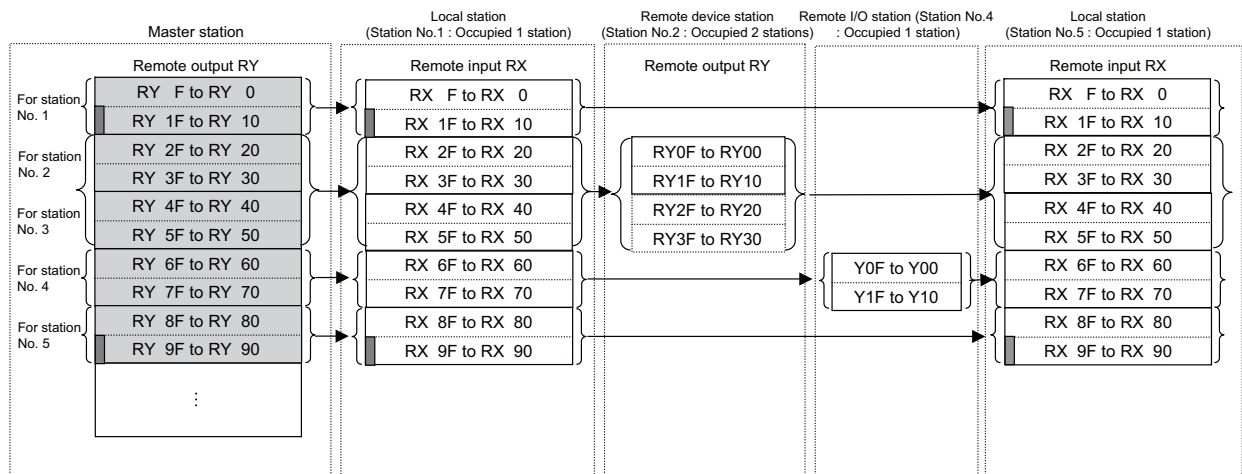 Master station
Local station
(Station No.1 : Occupied 1 station)
Remote device station
(Station No.2 : Occupied 2 stations)
Remote I/O station (Station No.4
: Occupied 1 station)
Local station
(Station No.5 : Occupied 1 station)
Remote output RY
For station
No. 1
RY F to RY 0
RY 1F to RY 10
For station
No. 2
RY 2F to RY 20
RY 3F to RY 30
For station
No. 3
RY 4F to RY 40
RY 5F to RY 50
For station
No. 4
RY 6F to RY 60
RY 7F to RY 70
For station
No. 5
RY 8F to RY 80
RY 9F to RY 90
⋮
Remote input RX
RX F to RX 0
RX 1F to RX 10
RX 2F to RX 20
RX 3F to RX 30
RX 4F to RX 40
RX 5F to RX 50
RX 6F to RX 60
RX 7F to RX 70
RX 8F to RX 80
RX 9F to RX 90
Remote output RY
RY0F to RY00
RY1F to RY10
RY2F to RY20
RY3F to RY30
Y0F to Y00
Y1F to Y10
Remote input RX
RX F to RX 0
RX 1F to RX 10
RX 2F to RX 20
RX 3F to RX 30
RX 4F to RX 40
RX 5F to RX 50
RX 6F to RX 60
RX 7F to RX 70
RX 8F to RX 80
RX 9F to RX 90